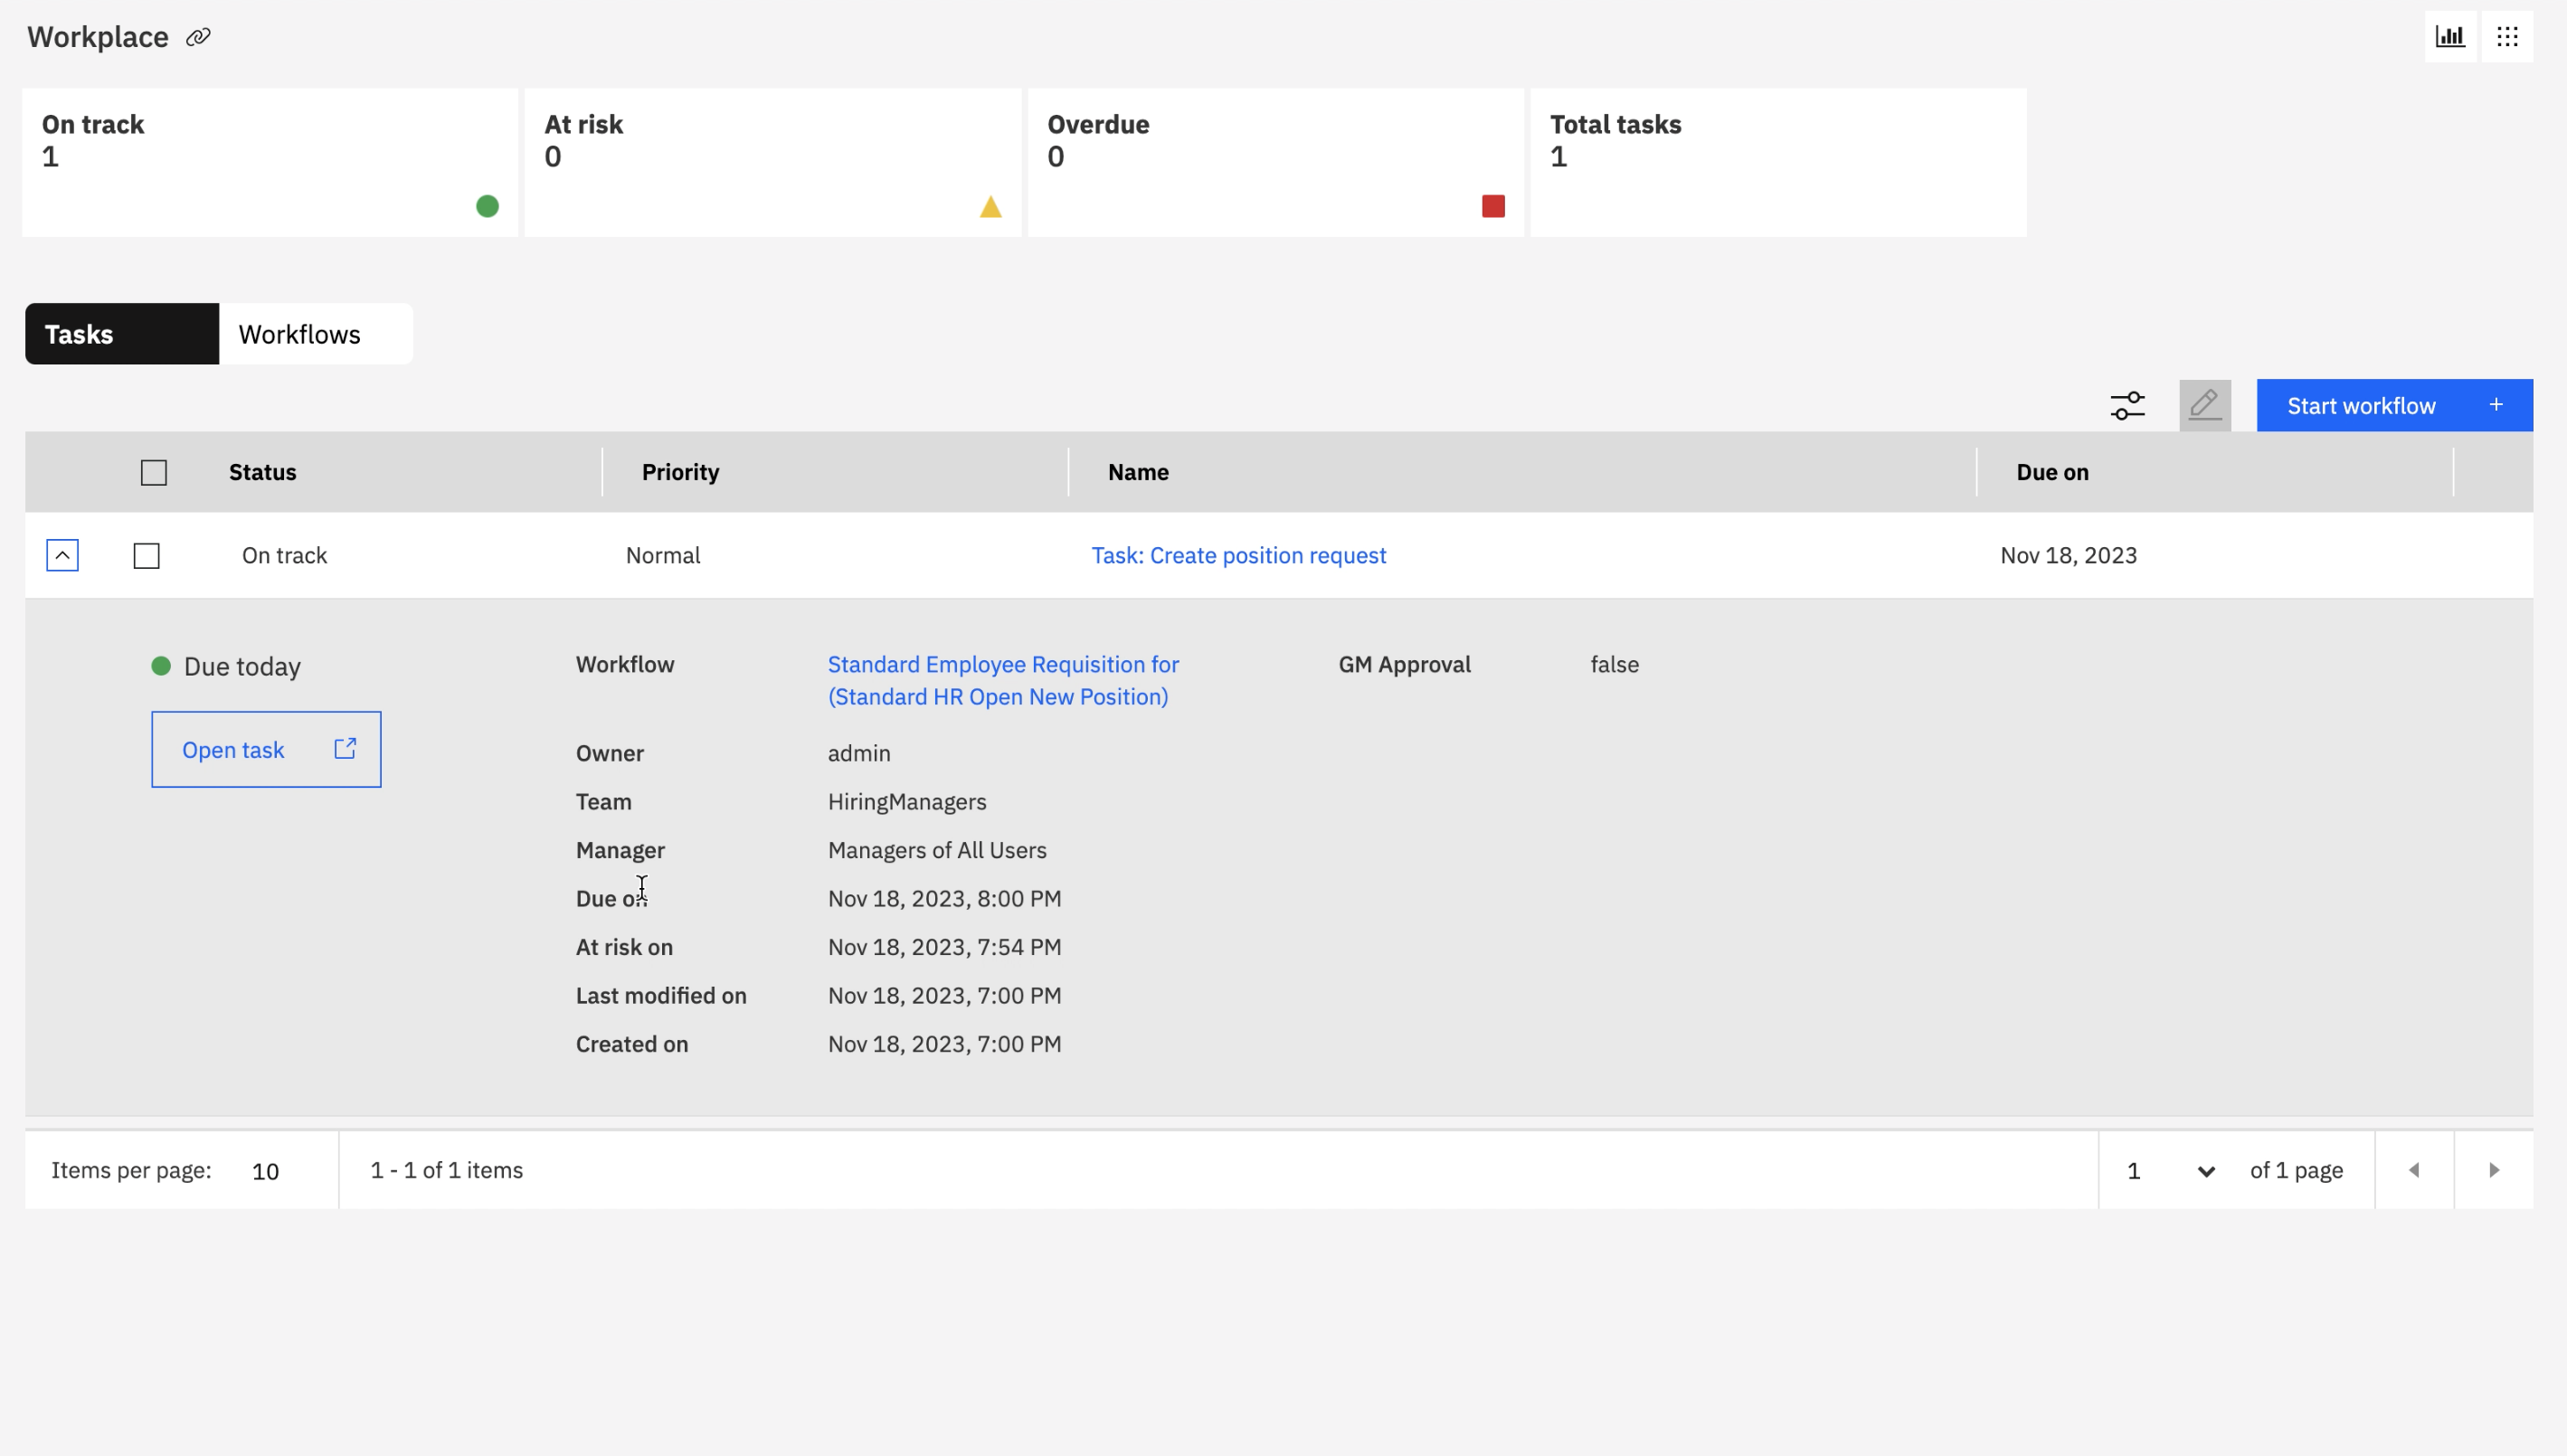 Workplace
On track
1
At risk
0
Overdue
0
Total tasks
1
Tasks
Workflows
Start workflow +
Status Priority Name Due on
On track Normal Task: Create position request Nov 18, 2023
Due today
Open task
Workflow Standard Employee Requisition for
(Standard HR Open New Position)
GM Approval false
Owner admin
Team HiringManagers
Manager Managers of All Users
Due on Nov 18, 2023, 8:00 PM
At risk on Nov 18, 2023, 7:54 PM
Last modified on Nov 18, 2023, 7:00 PM
Created on Nov 18, 2023, 7:00 PM
Items per page: 10 1 - 1 of 1 items 1 of 1 page